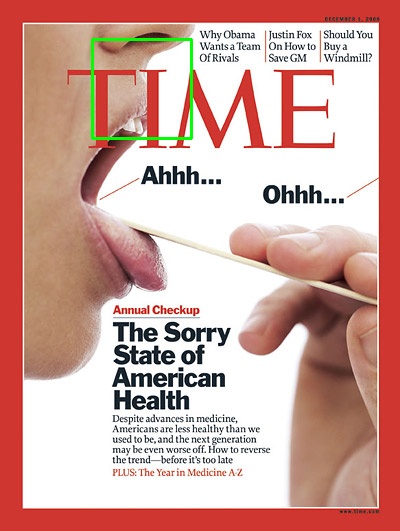 DECEMBER 1, 2008
Why Obama
Wants a Team
Of Rivals
Justin Fox
On How to
Save GM
Should You
Buy a
Windmill?
TIME
Ahhh...
Ohhh...
Annual Checkup
The Sorry
State of
American
Health
Despite advances in medicine,
Americans are less healthy than we
used to be, and the next generation
may be even worse off. How to reverse
the trend—before it's too late
PLUS: The Year in Medicine A-Z
www.time.com